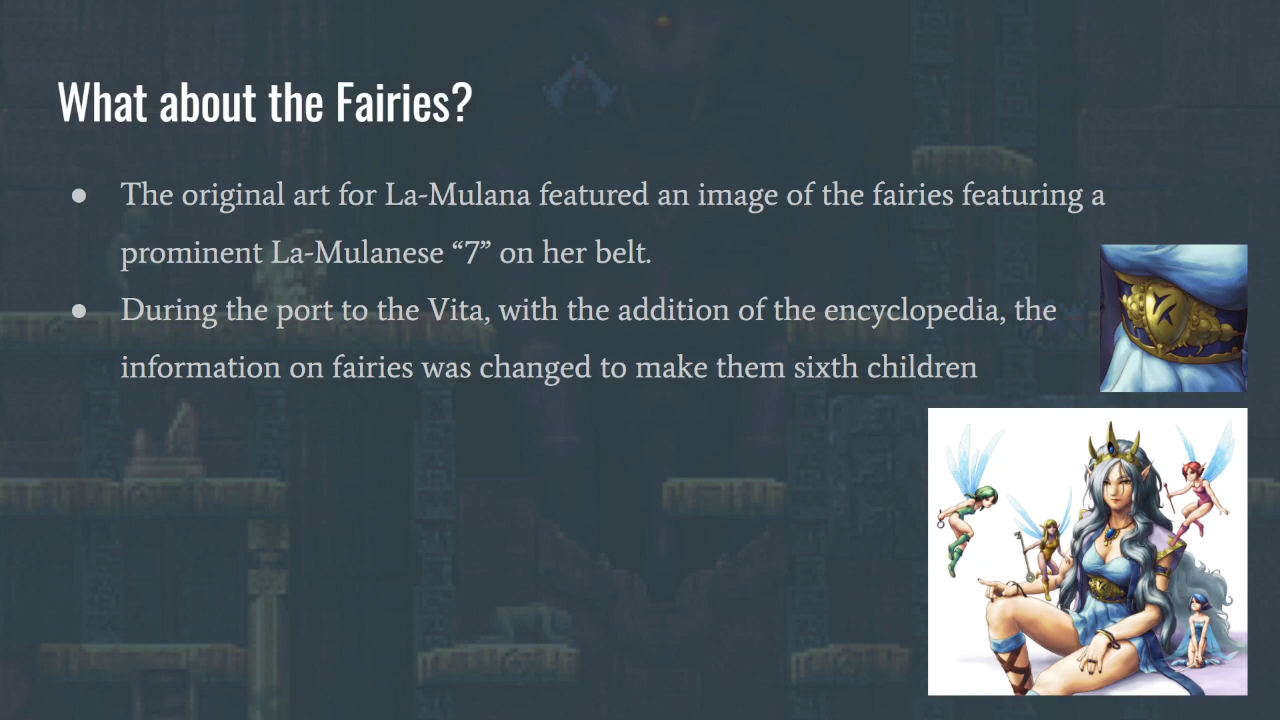 What about the Fairies?
● The original art for La-Mulana featured an image of the fairies featuring a
prominent La-Mulanese “7” on her belt.
● During the port to the Vita, with the addition of the encyclopedia, the
information on fairies was changed to make them sixth children